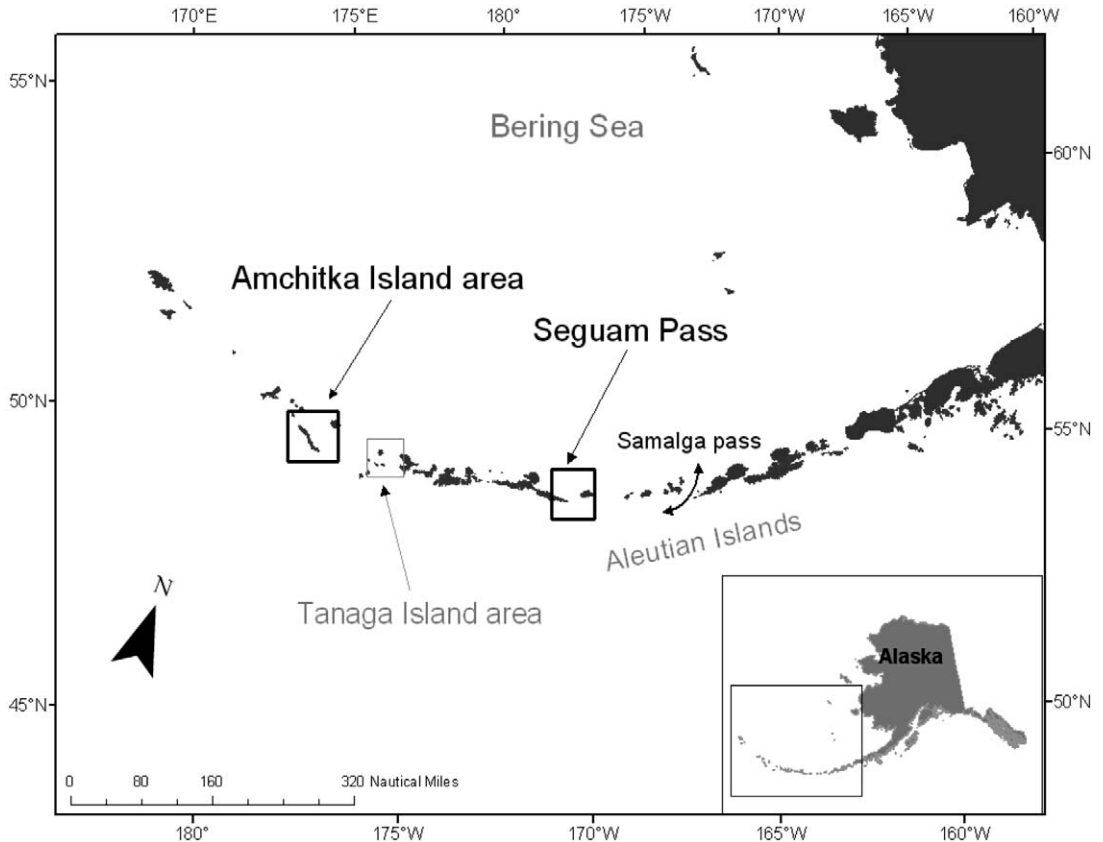 170°E 175°E 180° 175°W 170°W 165°W 160°W
55°N
Bering Sea
60°N
Amchitka Island area
Seguam Pass
50°N
55°N
Samalga pass
Aleutian Islands
N
Tanaga Island area
Alaska
45°N
50°N
0 80 160 320 Nautical Miles
180° 175°W 170°W 165°W 160°W